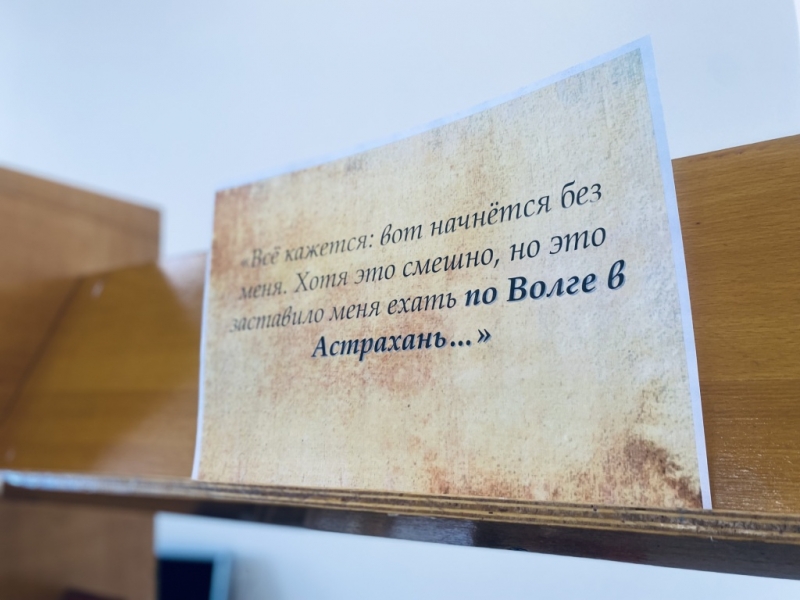 «Всё кажется: вот начнётся без
меня. Хотя это смешно, но это
заставило меня ехать по Волге в
Астрахань...»